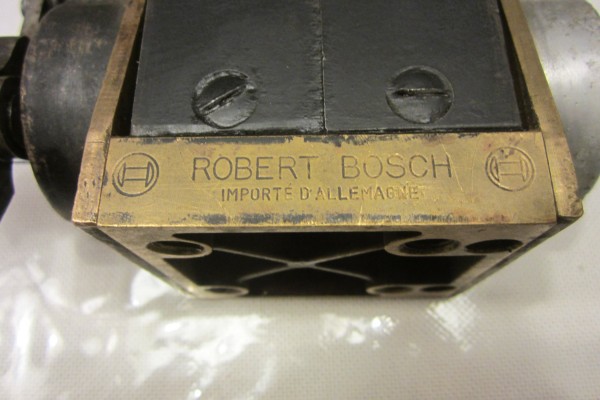 ROBERT BOSCH
IMPORTÉ D'ALLEMAGNE